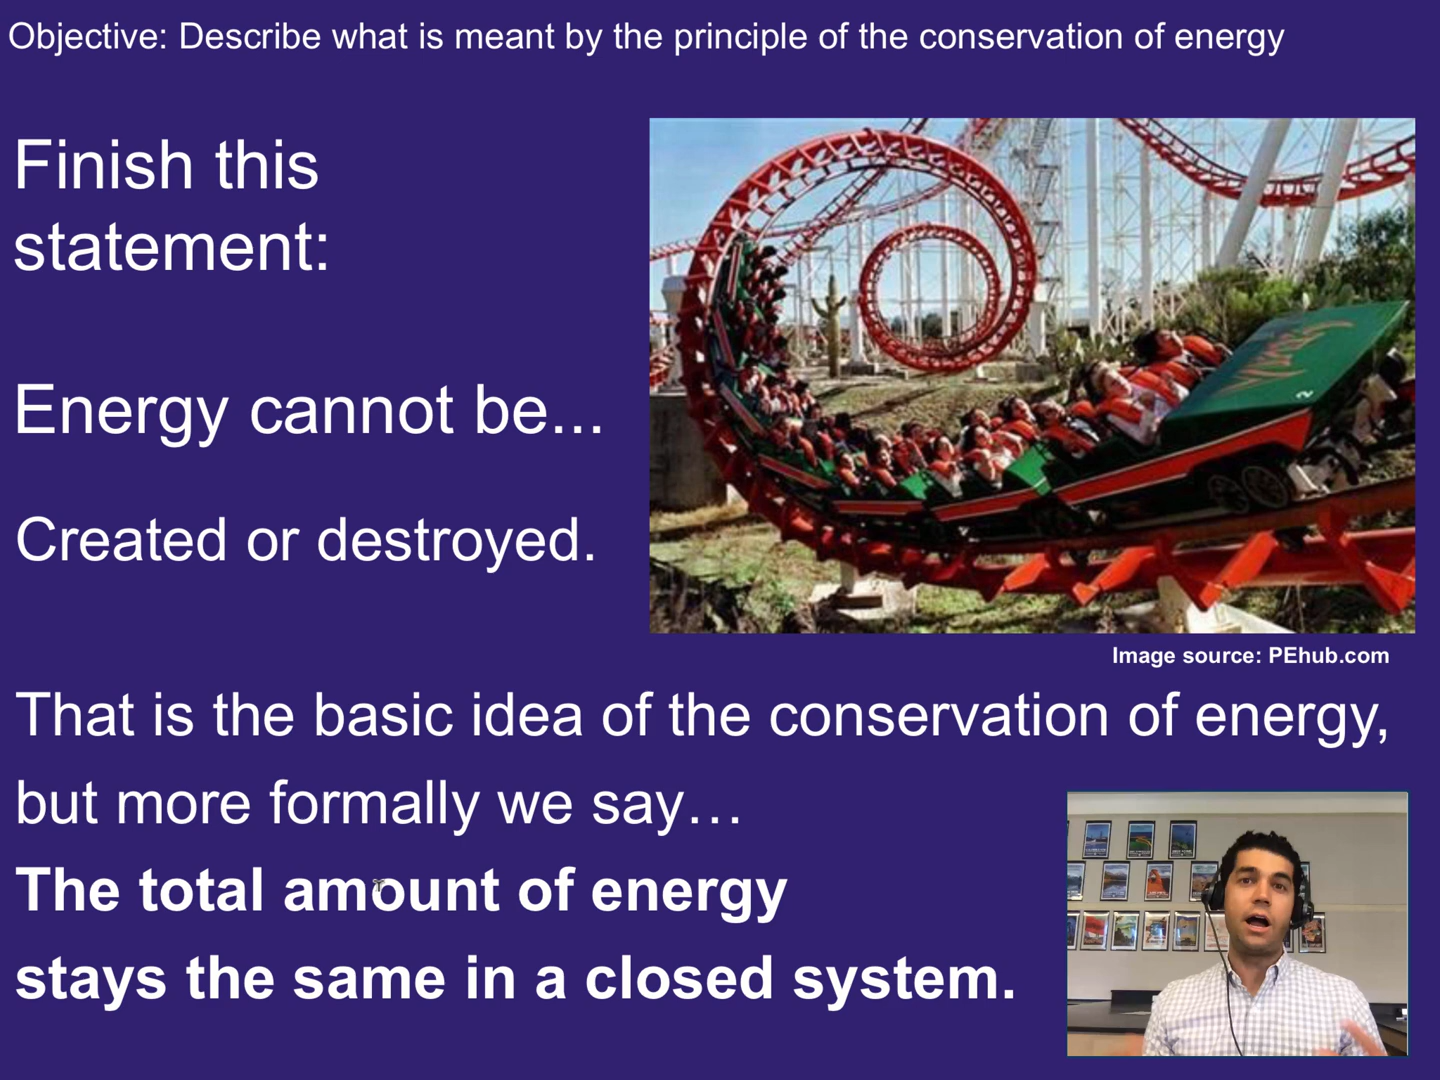 Objective: Describe what is meant by the principle of the conservation of energy
Finish this
statement:
Energy cannot be...
Created or destroyed.
Image source: PEhub.com
That is the basic idea of the conservation of energy,
but more formally we say…
The total amount of energy
stays the same in a closed system.